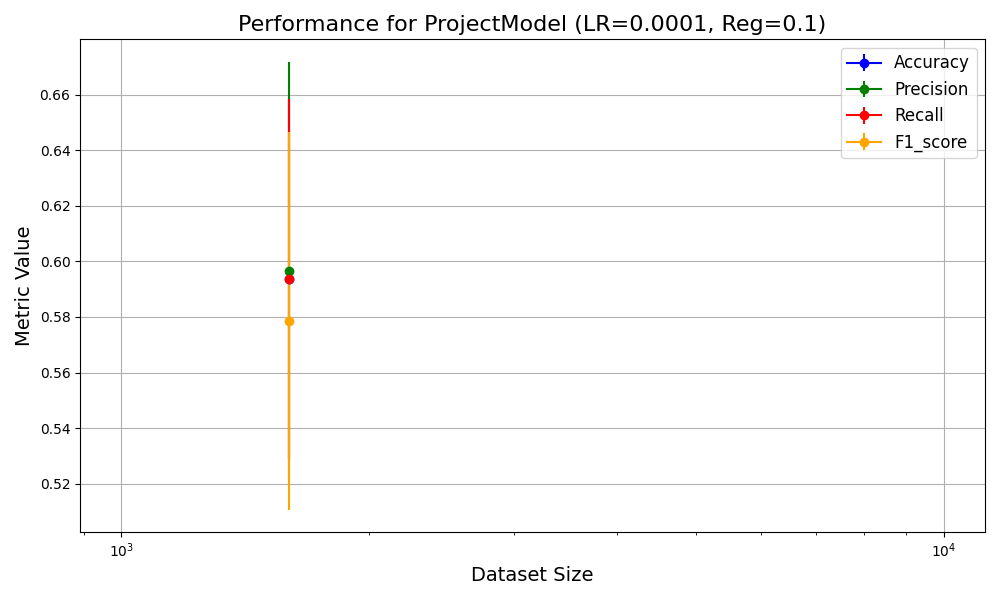 Performance for ProjectModel (LR=0.0001, Reg=0.1)
Accuracy
Precision
Recall
F1_score
Metric Value
0.66
0.64
0.62
0.60
0.58
0.56
0.54
0.52
10³
10⁴
Dataset Size